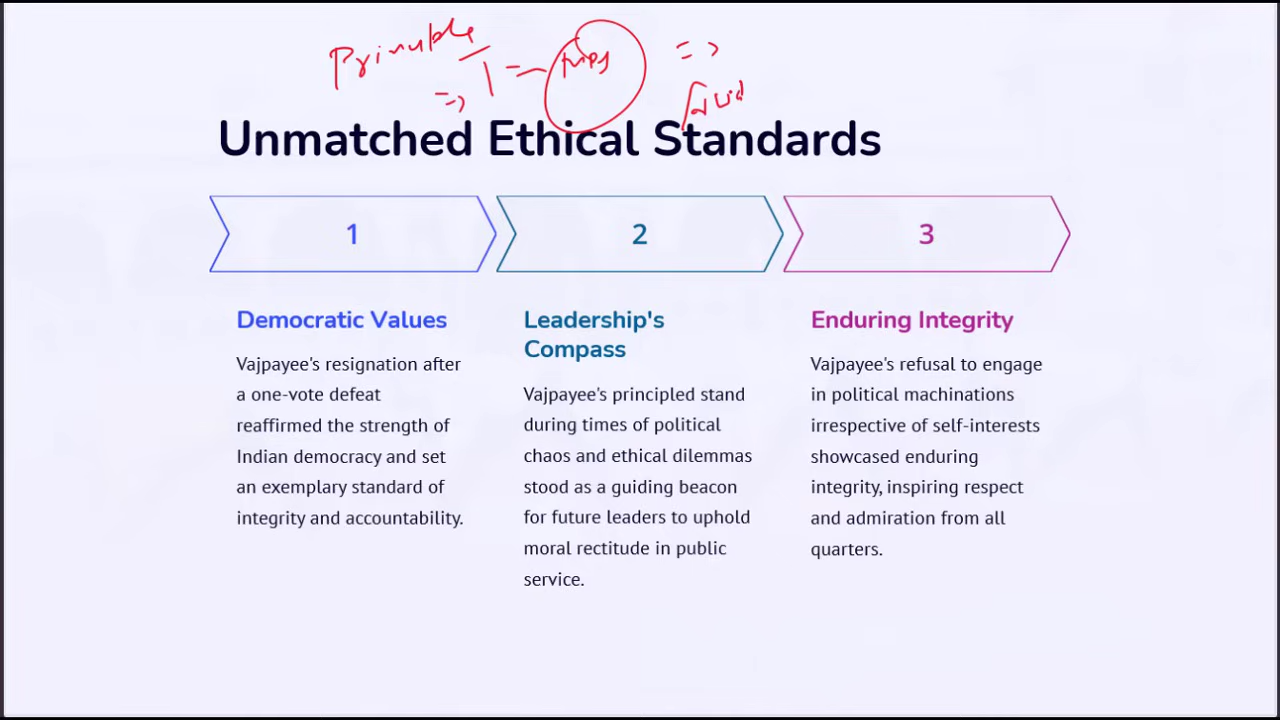 Unmatched Ethical Standards
1
2
3
Democratic Values
Vajpayee's resignation after
a one-vote defeat
reaffirmed the strength of
Indian democracy and set
an exemplary standard of
integrity and accountability.
Leadership's
Compass
Vajpayee's principled stand
during times of political
chaos and ethical dilemmas
stood as a guiding beacon
for future leaders to uphold
moral rectitude in public
service.
Enduring Integrity
Vajpayee's refusal to engage
in political machinations
irrespective of self-interests
showcased enduring
integrity, inspiring respect
and admiration from all
quarters.